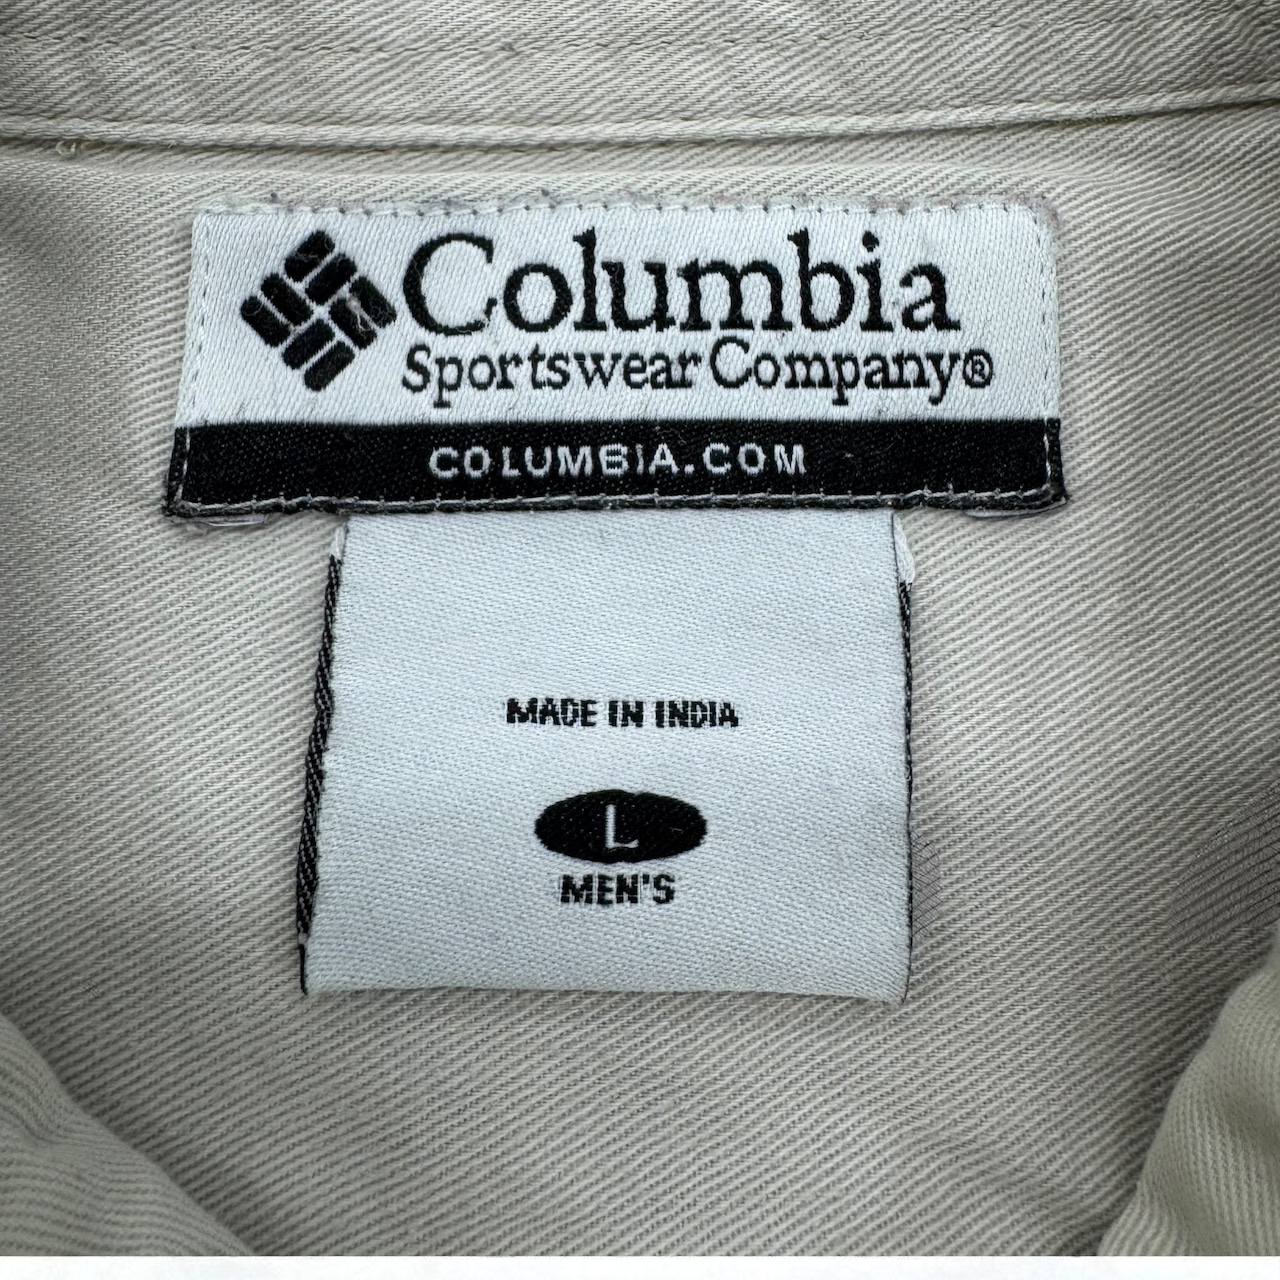 Columbia
Sportswear Company®
COLUMBIA.COM
MADE IN INDIA
L
MEN'S